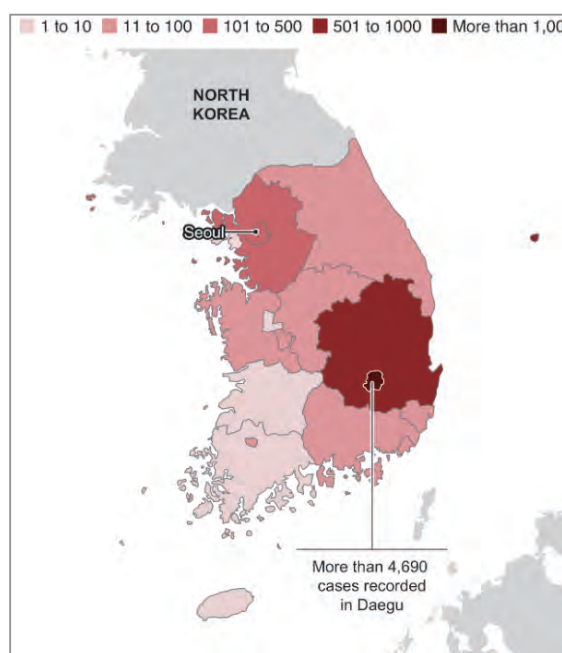 1 to 10 11 to 100 101 to 500 501 to 1000 More than 1,00
NORTH
KOREA
Seoul
More than 4,690
cases recorded
in Daegu